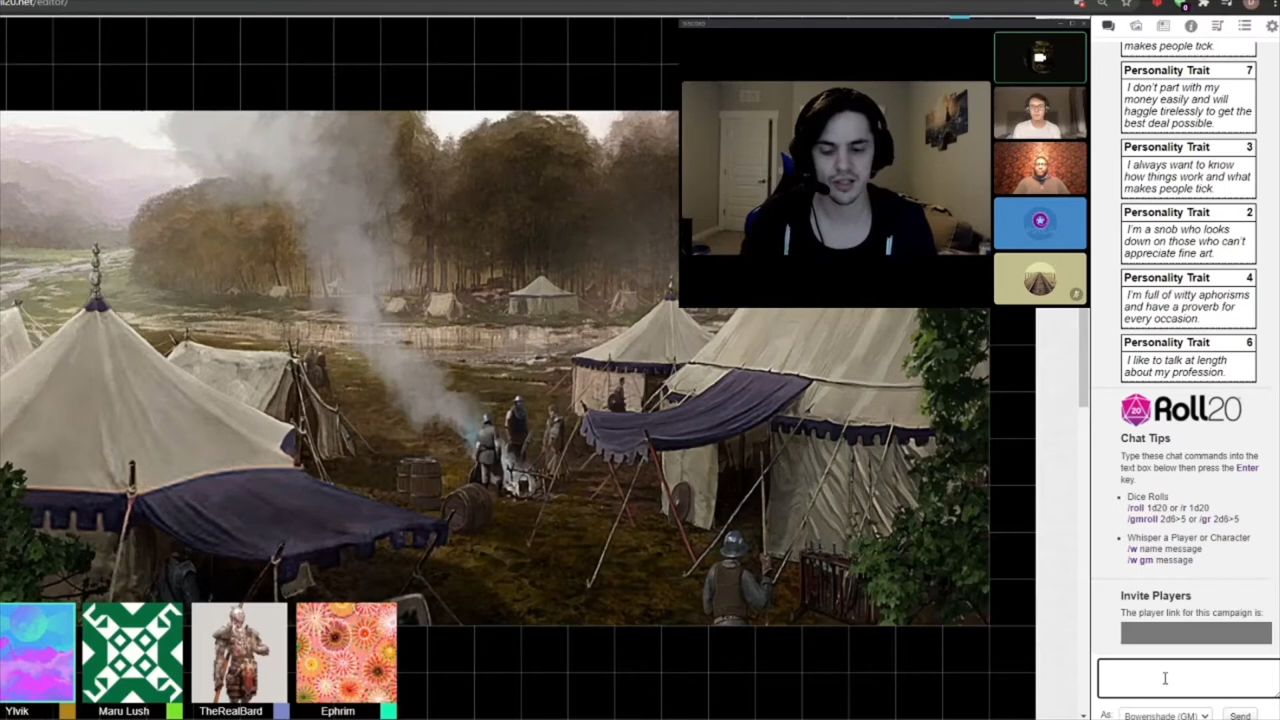 ll20.net/editor/
makes people tick.
Personality Trait 7
I don't part with my
money easily and will
haggle tirelessly to get the
best deal possible.
Personality Trait 3
I always want to know
how things work and what
makes people tick.
Personality Trait 2
I'm a snob who looks
down on those who can't
appreciate fine art.
Personality Trait 4
I'm full of witty aphorisms
and have a proverb for
every occasion.
Personality Trait 6
I like to talk at length
about my profession.
20 Roll20
Chat Tips
Type these chat commands into the
text box below then press the Enter
key.
Dice Rolls
/roll 1d20 or /r 1d20
/gmroll 2d6>5 or /gr 2d6>5
Whisper a Player or Character
/w name message
/w gm message
Invite Players
The player link for this campaign is:
As: Bowenshade (GM) Send
Ylvik
Maru Lush
TheRealBard
Ephrim